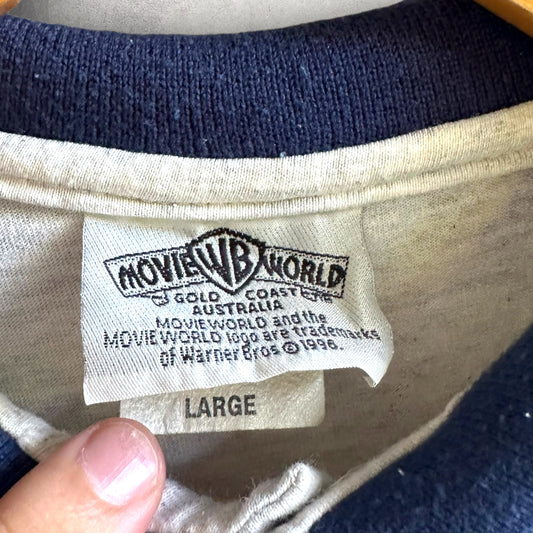 MOVIE WB WORLD
GOLD COAST
AUSTRALIA
MOVIEWORLD and the
MOVIEWORLD logo are trademarks
of Warner Bros © 1996.
LARGE